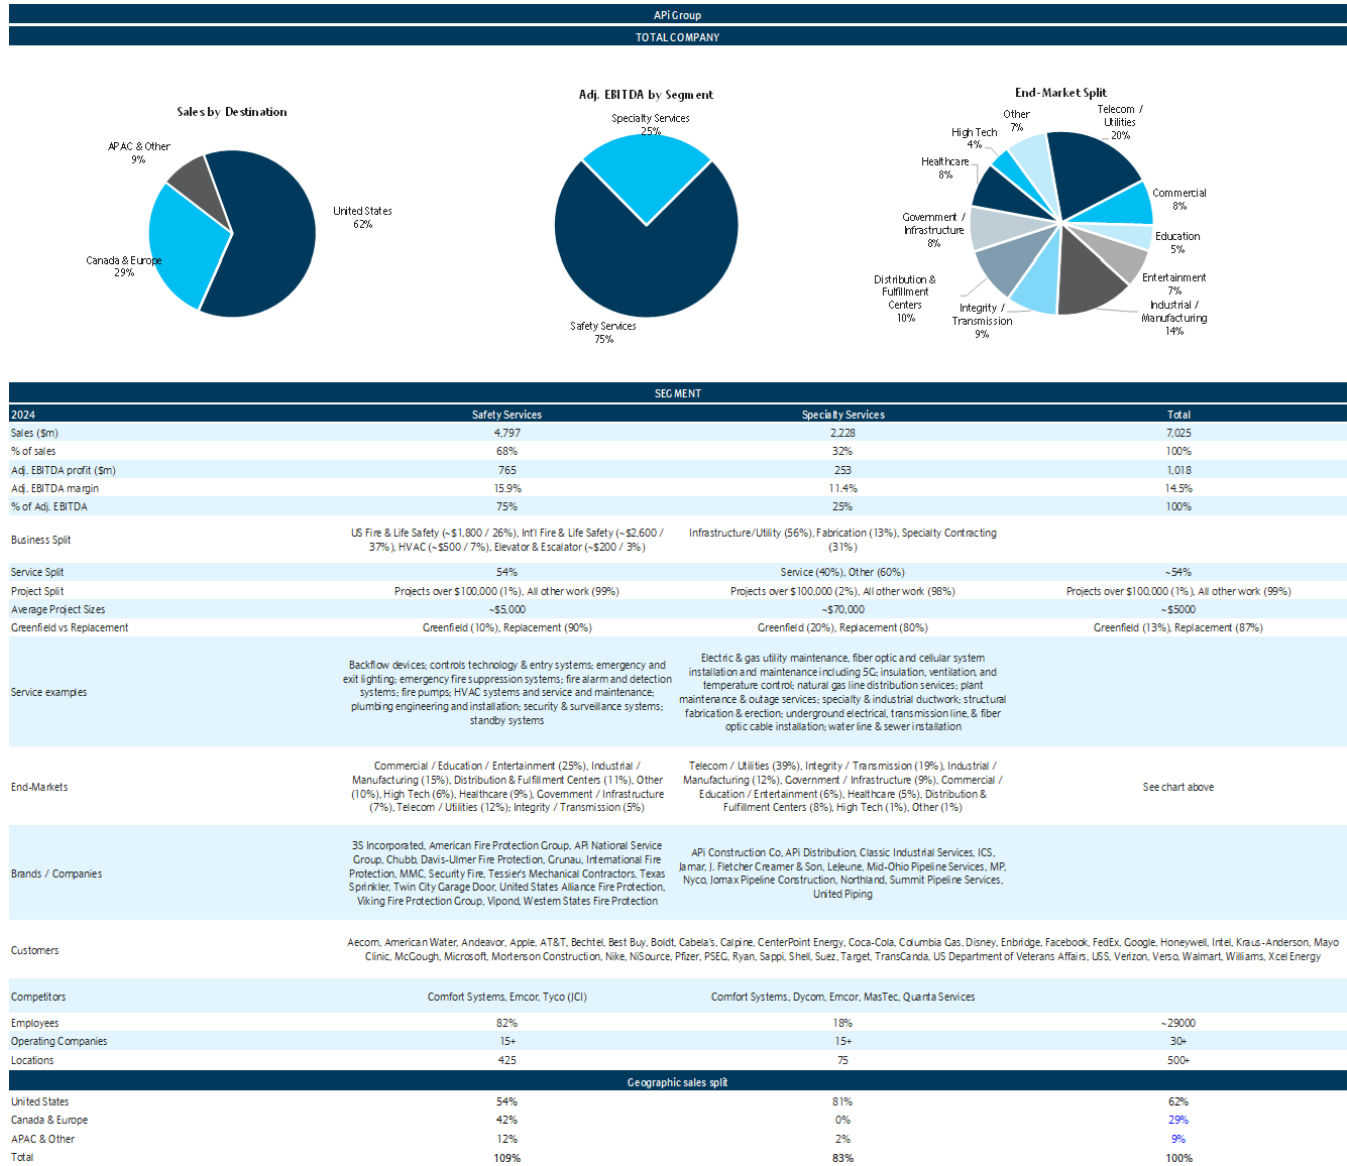 APi Group
TOTAL COMPANY
Sales by Destination
APAC & Other
9%
United States
62%
Canada & Europe
29%
Adj. EBITDA by Segment
Specialty Services
25%
Safety Services
75%
End-Market Split
Telecom /
Utilities
20%
Other
7%
High Tech
4%
Healthcare
8%
Commercial
8%
Government /
Infrastructure
8%
Education
5%
Entertainment
7%
Distribution &
Fulfillment
Centers
10%
Integrity /
Transmission
9%
Industrial /
Manufacturing
14%
SEGMENT
2024 Safety Services Specialty Services Total
Sales ($m) 4,797 2,228 7,025
% of sales 68% 32% 100%
Adj. EBITDA profit ($m) 765 253 1,018
Adj. EBITDA margin 15.9% 11.4% 14.5%
% of Adj. EBITDA 75% 25% 100%
Business Split
US Fire & Life Safety (~$1,800 / 26%), Int'l Fire & Life Safety (~$2,600 /
37%), HVAC (~$500 / 7%), Elevator & Escalator (~$200 / 3%)
Infrastructure/Utility (56%), Fabrication (13%), Specialty Contracting
(31%)
Service Split 54% Service (40%), Other (60%) ~54%
Project Split Projects over $100,000 (1%), All other work (99%) Projects over $100,000 (2%), All other work (98%) Projects over $100,000 (1%), All other work (99%)
Average Project Sizes ~$5,000 ~$70,000 ~$5000
Greenfield vs Replacement Greenfield (10%), Replacement (90%) Greenfield (20%), Replacement (80%) Greenfield (13%), Replacement (87%)
Service examples
Backflow devices; controls technology & entry systems; emergency and
exit lighting; emergency fire suppression systems; fire alarm and detection
systems; fire pumps; HVAC systems and service and maintenance;
plumbing engineering and installation; security & surveillance systems;
standby systems
Electric & gas utility maintenance, fiber optic and cellular system
installation and maintenance including 5G; insulation, ventilation, and
temperature control; natural gas line distribution services; plant
maintenance & outage services; specialty & industrial ductwork; structural
fabrication & erection; underground electrical, transmission line, & fiber
optic cable installation; water line & sewer installation
End-Markets
Commercial / Education / Entertainment (25%), Industrial /
Manufacturing (15%), Distribution & Fulfillment Centers (11%), Other
(10%), High Tech (6%), Healthcare (9%), Government / Infrastructure
(7%), Telecom / Utilities (12%); Integrity / Transmission (5%)
Telecom / Utilities (39%), Integrity / Transmission (19%), Industrial /
Manufacturing (12%), Government / Infrastructure (9%), Commercial /
Education / Entertainment (6%), Healthcare (5%), Distribution &
Fulfillment Centers (8%), High Tech (1%), Other (1%)
See chart above
Brands / Companies
3S Incorporated, American Fire Protection Group, APi National Service
Group, Chubb, Davis-Ulmer Fire Protection, Grunau, International Fire
Protection, MMC, Security Fire, Tessier's Mechanical Contractors, Texas
Sprinkler, Twin City Garage Door, United States Alliance Fire Protection,
Viking Fire Protection Group, Vipond, Western States Fire Protection
APi Construction Co, APi Distribution, Classic Industrial Services, ICS,
Jamar, J. Fletcher Creamer & Son, LeJeune, Mid-Ohio Pipeline Services, MP,
Nyco, Jomax Pipeline Construction, Northland, Summit Pipeline Services,
United Piping
Customers
Aecom, American Water, Andeavor, Apple, AT&T, Bechtel, Best Buy, Boldt, Cabela's, Calpine, CenterPoint Energy, Coca-Cola, Columbia Gas, Disney, Enbridge, Facebook, FedEx, Google, Honeywell, Intel, Kraus-Anderson, Mayo
Clinic, McGough, Microsoft, Mortenson Construction, Nike, NiSource, Pfizer, PSEG, Ryan, Sappi, Shell, Suez, Target, TransCanda, US Department of Veterans Affairs, USS, Verizon, Verso, Walmart, Williams, Xcel Energy
Competitors Comfort Systems, Emcor, Tyco (JCI) Comfort Systems, Dycom, Emcor, MasTec, Quanta Services
Employees 82% 18% ~29000
Operating Companies 15+ 15+ 30+
Locations 425 75 500+
Geographic sales split
United States 54% 81% 62%
Canada & Europe 42% 0% 29%
APAC & Other 12% 2% 9%
Total 109% 83% 100%